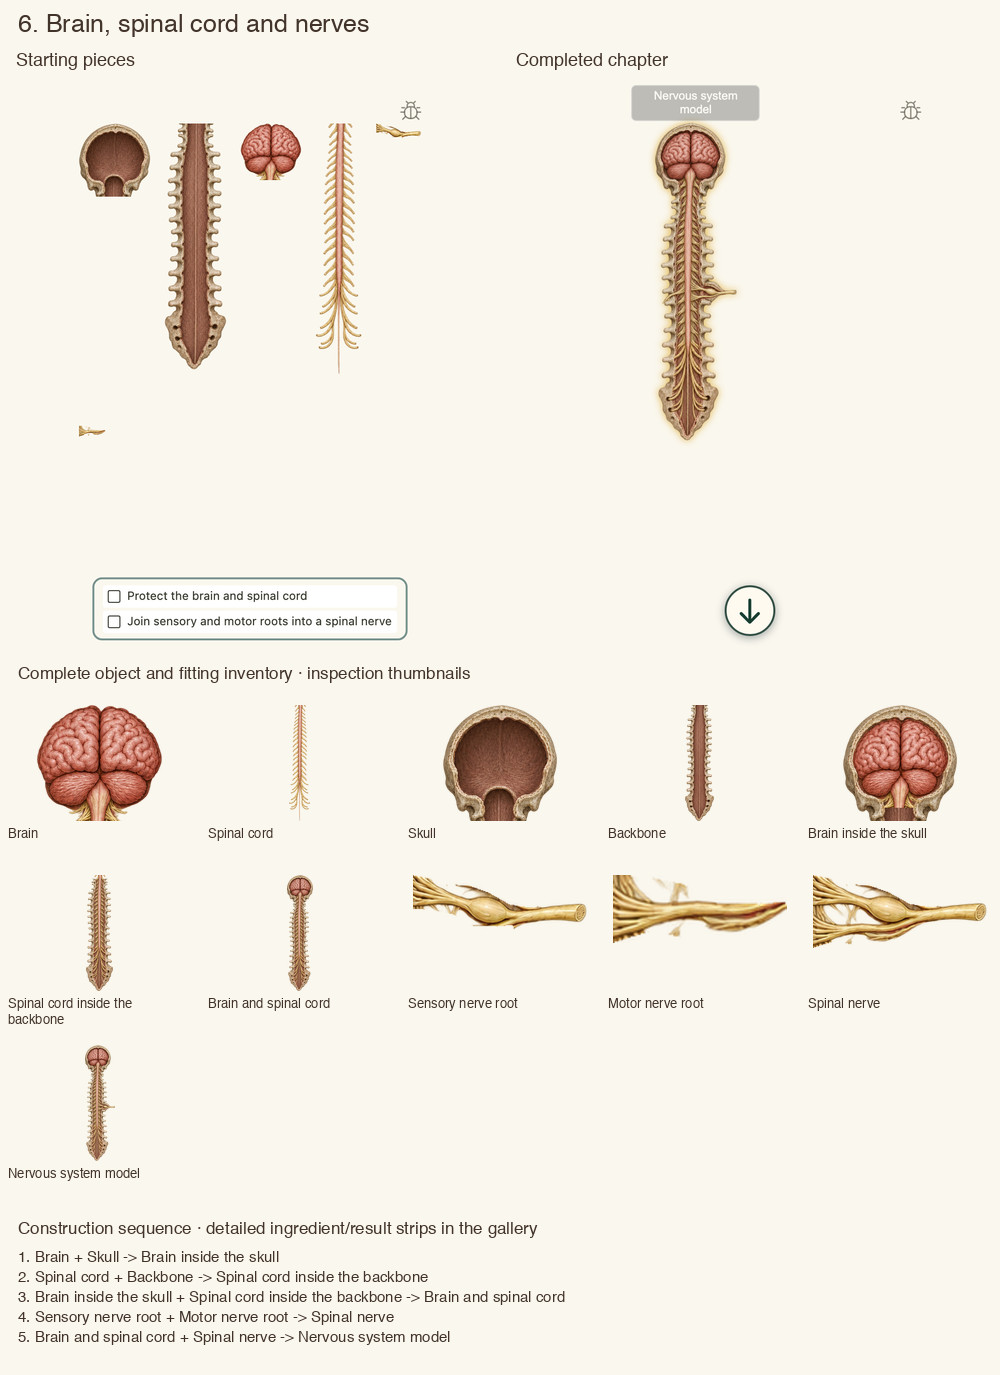 6. Brain, spinal cord and nerves
Starting pieces
Completed chapter
Nervous system
model
Protect the brain and spinal cord
Join sensory and motor roots into a spinal nerve
Complete object and fitting inventory · inspection thumbnails
Brain
Spinal cord
Skull
Backbone
Brain inside the skull
Spinal cord inside the
backbone
Brain and spinal cord
Sensory nerve root
Motor nerve root
Spinal nerve
Nervous system model
Construction sequence · detailed ingredient/result strips in the gallery
1. Brain + Skull -> Brain inside the skull
2. Spinal cord + Backbone -> Spinal cord inside the backbone
3. Brain inside the skull + Spinal cord inside the backbone -> Brain and spinal cord
4. Sensory nerve root + Motor nerve root -> Spinal nerve
5. Brain and spinal cord + Spinal nerve -> Nervous system model